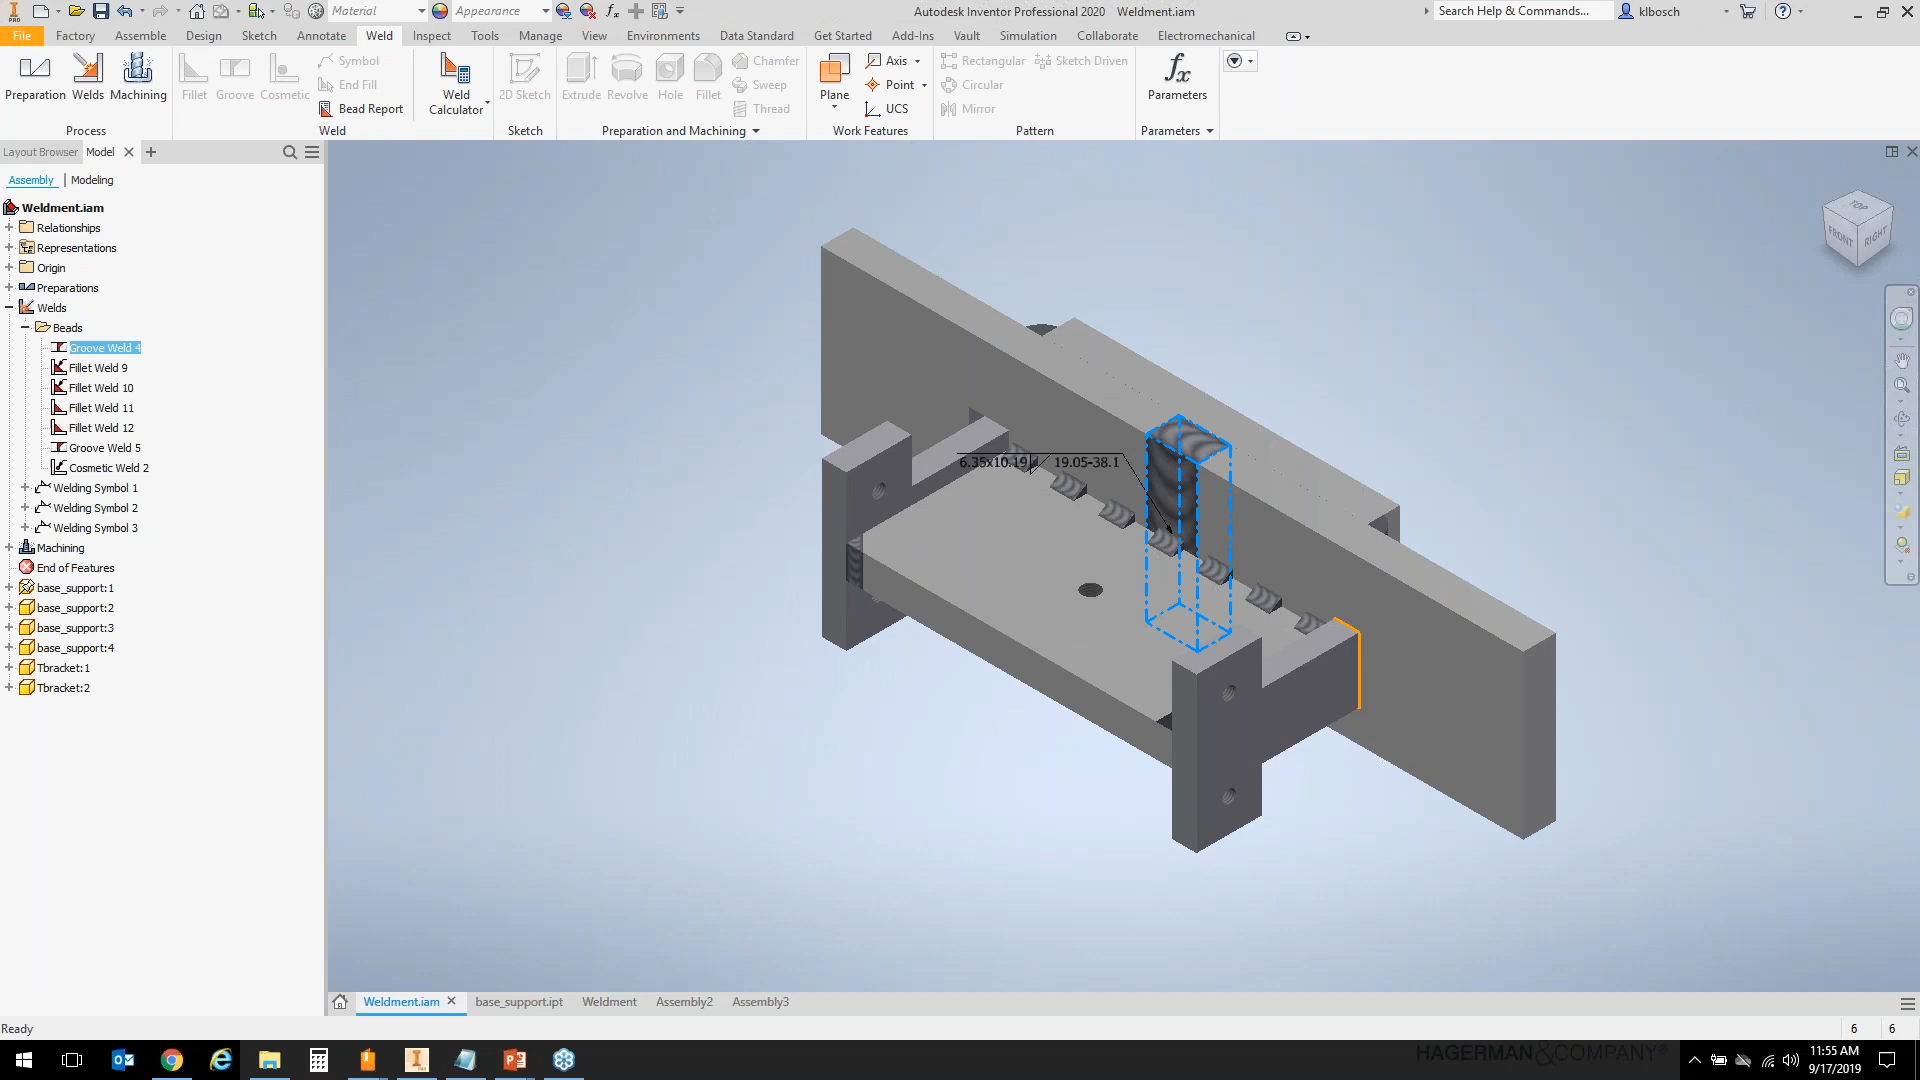 Material
Appearance
Autodesk Inventor Professional 2020 Weldment.iam
Search Help & Commands...
klbosch
PRO
File Factory Assemble Design Sketch Annotate Weld Inspect Tools Manage View Environments Data Standard Get Started Add-Ins Vault Simulation Collaborate Electromechanical
Preparation Welds Machining
Process
Fillet Groove Cosmetic
Symbol
End Fill
Bead Report
Weld
Weld Calculator
2D Sketch
Sketch
Extrude Revolve Hole Fillet
Chamfer
Sweep
Thread
Preparation and Machining
Plane
Axis
Point
UCS
Work Features
Rectangular Sketch Driven
Circular
Mirror
Pattern
fx
Parameters
Parameters
Layout Browser Model
Assembly | Modeling
Weldment.iam
Relationships
Representations
Origin
Preparations
Welds
Beads
Groove Weld 4
Fillet Weld 9
Fillet Weld 10
Fillet Weld 11
Fillet Weld 12
Groove Weld 5
Cosmetic Weld 2
Welding Symbol 1
Welding Symbol 2
Welding Symbol 3
Machining
End of Features
base_support:1
base_support:2
base_support:3
base_support:4
Tbracket:1
Tbracket:2
6.35x10.19 19.05-38.1
TOP
FRONT RIGHT
Weldment.iam base_support.ipt Weldment Assembly2 Assembly3
Ready
6 6
HAGERMAN & COMPANY
11:55 AM
9/17/2019